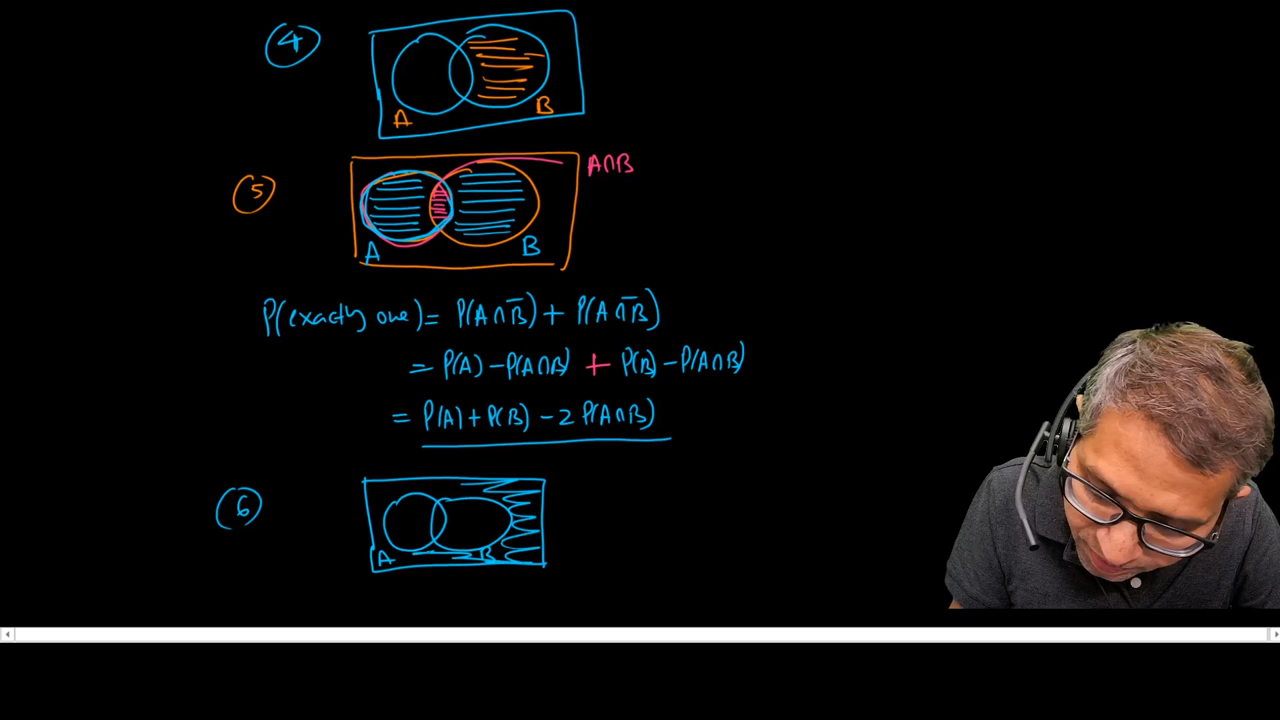 4
A B
5
A∩B
A B
P(exactly one) = P(A∩B̅) + P(A∩B̅)
= P(A) - P(A∩B) + P(B) - P(A∩B)
= P(A) + P(B) - 2 P(A∩B)
6
A B